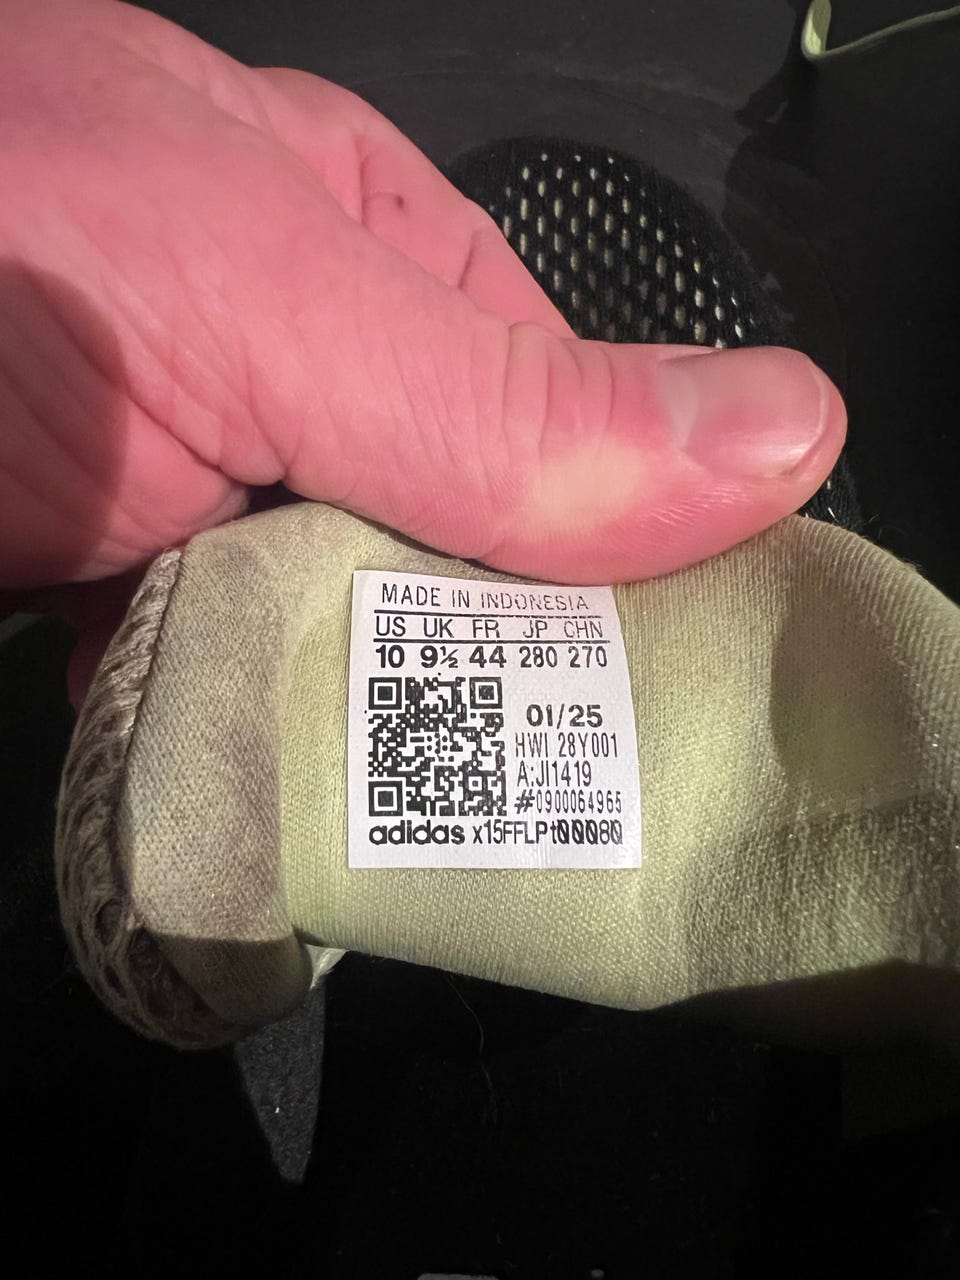 MADE IN INDONESIA
US UK FR JP CHN
10 9½ 44 280 270
01/25
HWI 28Y001
A:JI1419
#0900064965
adidas x15FFLPt00080